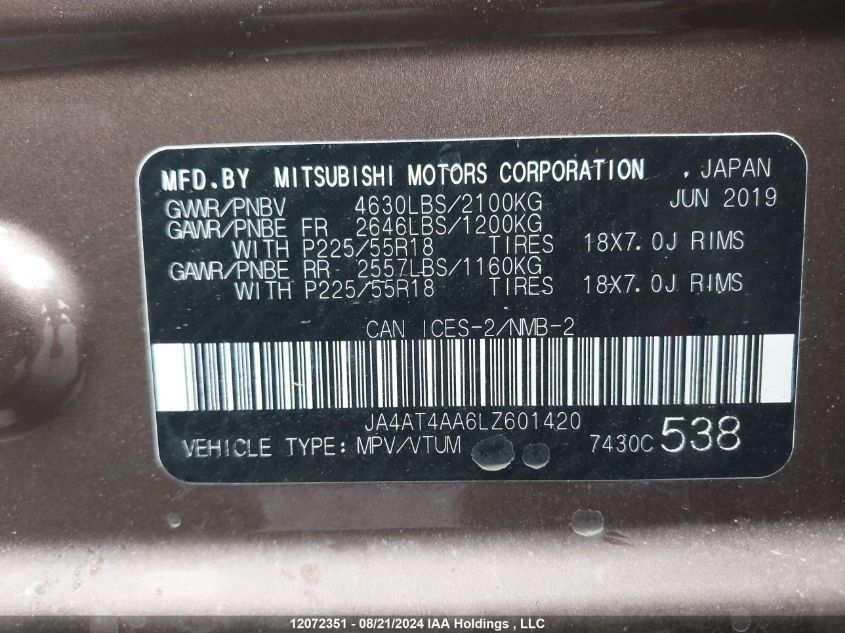 MFD.BY MITSUBISHI MOTORS CORPORATION , JAPAN
GWWR/PNBV 4630LBS/2100KG JUN 2019
GAWR/PNBE FR 2646LBS/1200KG
WITH P225/55R18 TIRES 18X7.0J RIMS
GAWR/PNBE RR 2557LBS/1160KG
WITH P225/55R18 TIRES 18X7.0J RIMS
CAN ICES-2/NMB-2
JA4AT4AA6LZ601420
VEHICLE TYPE: MPV/VTUM 7430C 538
12072351 - 08/21/2024 IAA Holdings , LLC